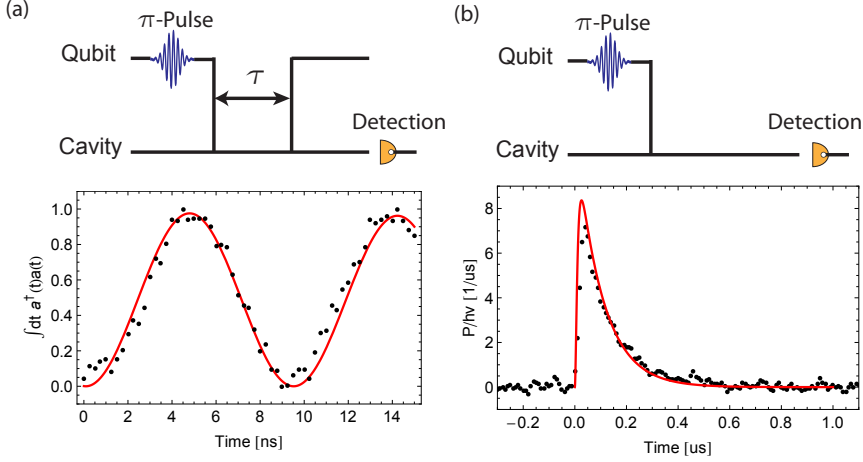 (a)
π-Pulse
Qubit
τ
Detection
Cavity
1.0
0.8
0.6
0.4
0.2
0.0
∫dt a†(t)a(t)
0 2 4 6 8 10 12 14
Time [ns]
(b)
π-Pulse
Qubit
Detection
Cavity
8
6
4
2
0
P/hν [1/us]
−0.2 0.0 0.2 0.4 0.6 0.8 1.0
Time [us]